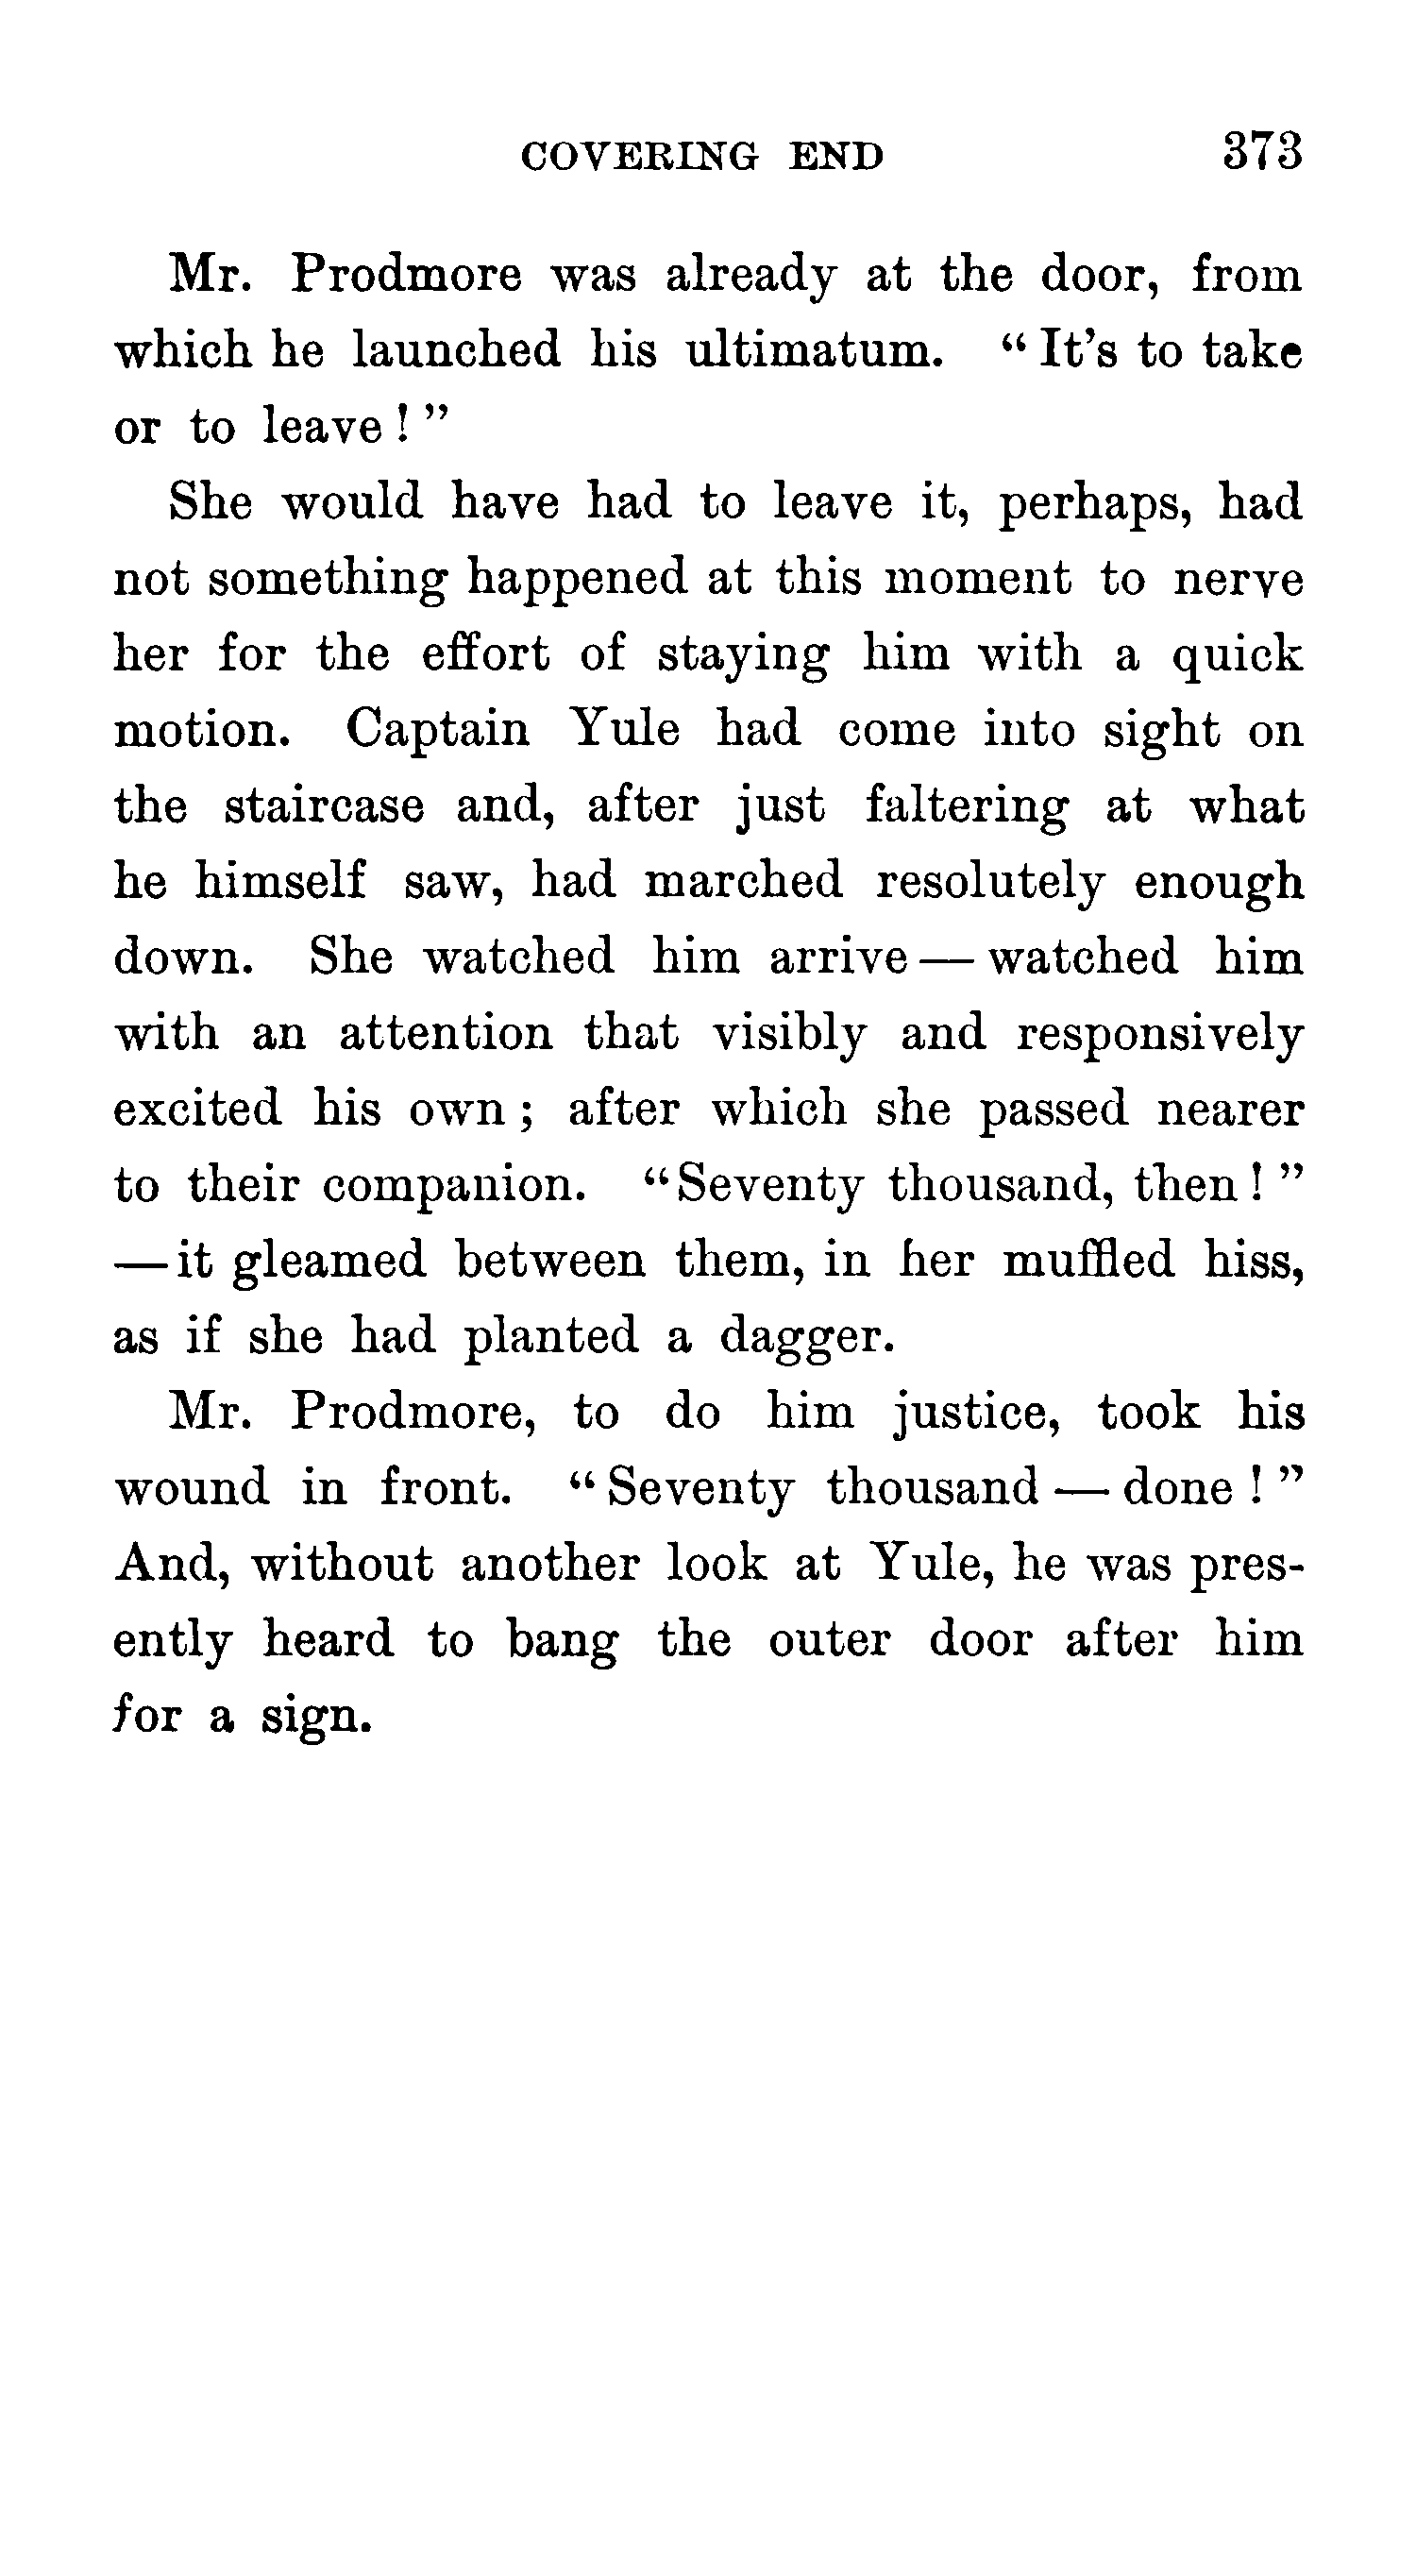 COVERING END 373
Mr. Prodmore was already at the door, from
which he launched his ultimatum. “It’s to take
or to leave!”
She would have had to leave it, perhaps, had
not something happened at this moment to nerve
her for the effort of staying him with a quick
motion. Captain Yule had come into sight on
the staircase and, after just faltering at what
he himself saw, had marched resolutely enough
down. She watched him arrive — watched him
with an attention that visibly and responsively
excited his own; after which she passed nearer
to their companion. “Seventy thousand, then!”
— it gleamed between them, in her muffled hiss,
as if she had planted a dagger.
Mr. Prodmore, to do him justice, took his
wound in front. “Seventy thousand — done!”
And, without another look at Yule, he was pres-
ently heard to bang the outer door after him
for a sign.